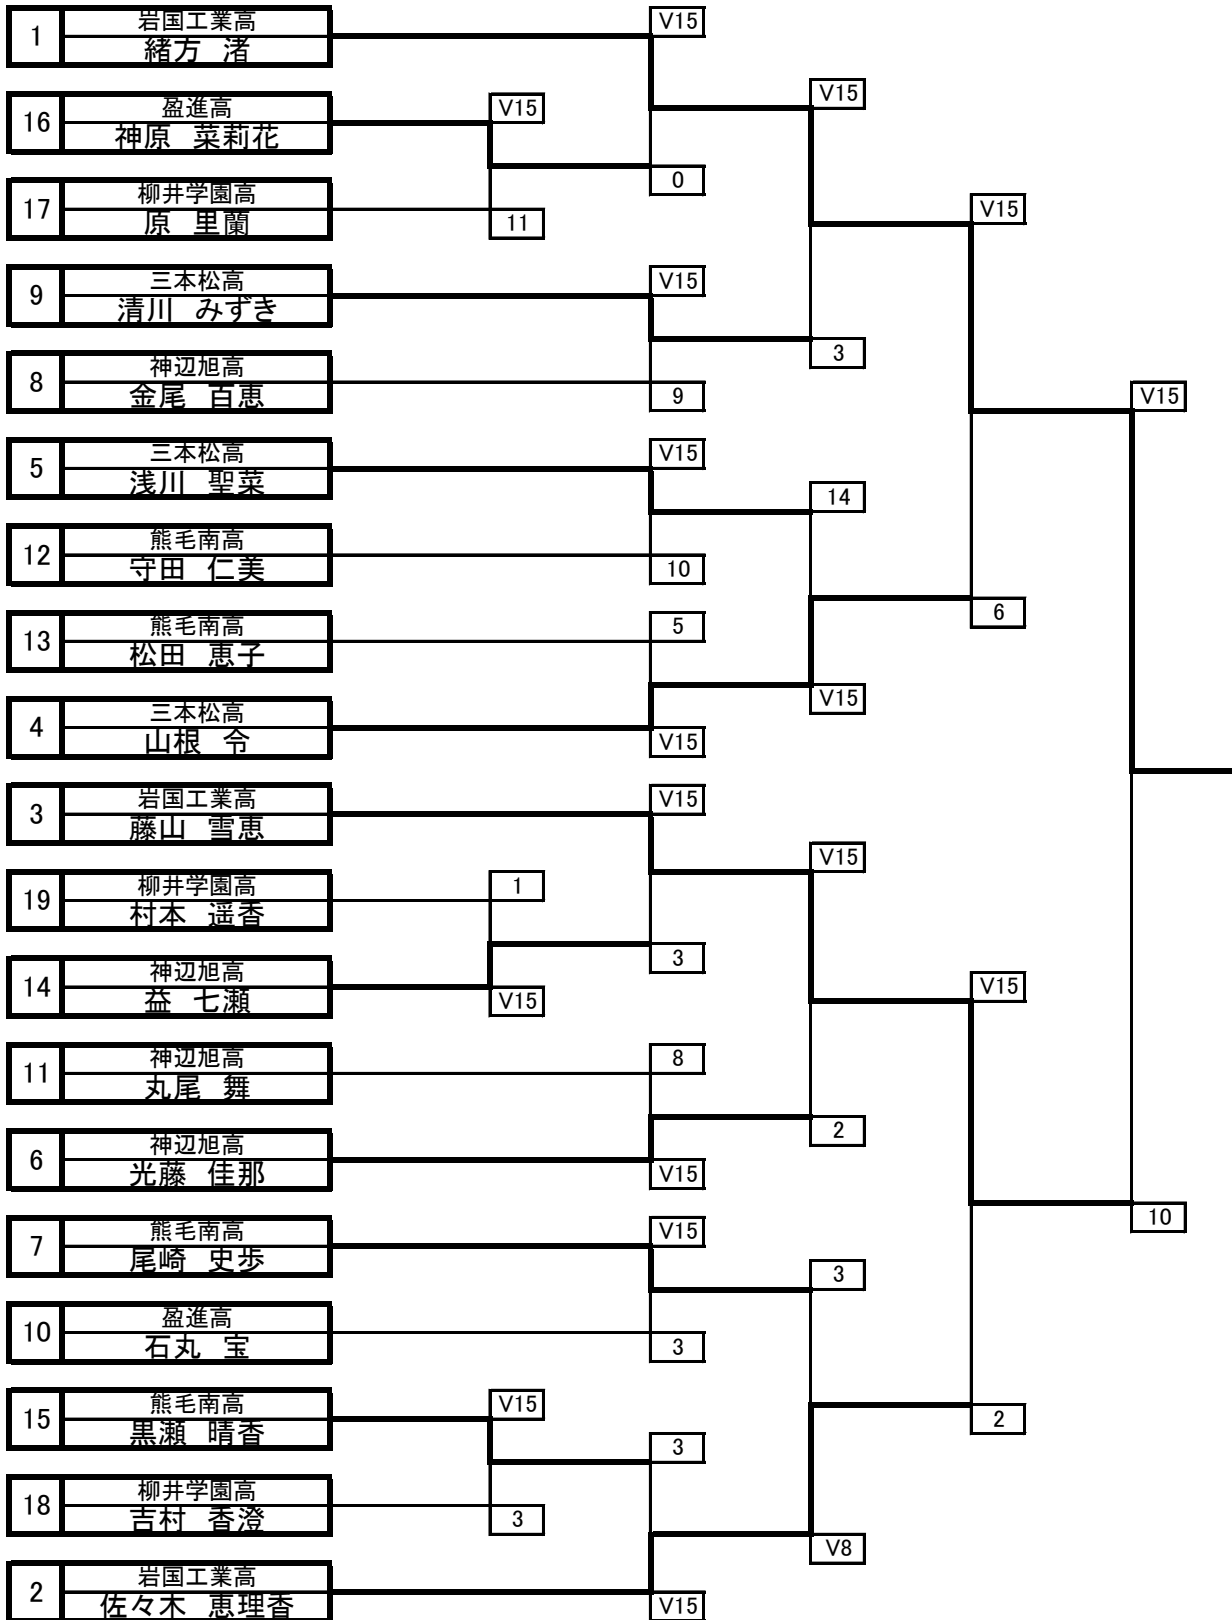 1
岩国工業高
緒方 渚
V15
V15
16
盈進高
神原 菜莉花
V15
0
17
柳井学園高
原 里蘭
11
V15
9
三本松高
清川 みずき
V15
3
8
神辺旭高
金尾 百恵
9
V15
5
三本松高
浅川 聖菜
V15
14
12
熊毛南高
守田 仁美
10
13
熊毛南高
松田 恵子
5
6
4
三本松高
山根 令
V15
V15
3
岩国工業高
藤山 雪恵
V15
V15
19
柳井学園高
村本 遥香
1
3
14
神辺旭高
益 七瀬
V15
V15
11
神辺旭高
丸尾 舞
8
2
6
神辺旭高
光藤 佳那
V15
10
7
熊毛南高
尾崎 史歩
V15
3
10
盈進高
石丸 宝
3
15
熊毛南高
黒瀬 晴香
V15
3
2
18
柳井学園高
吉村 香澄
3
V8
2
岩国工業高
佐々木 恵理香
V15